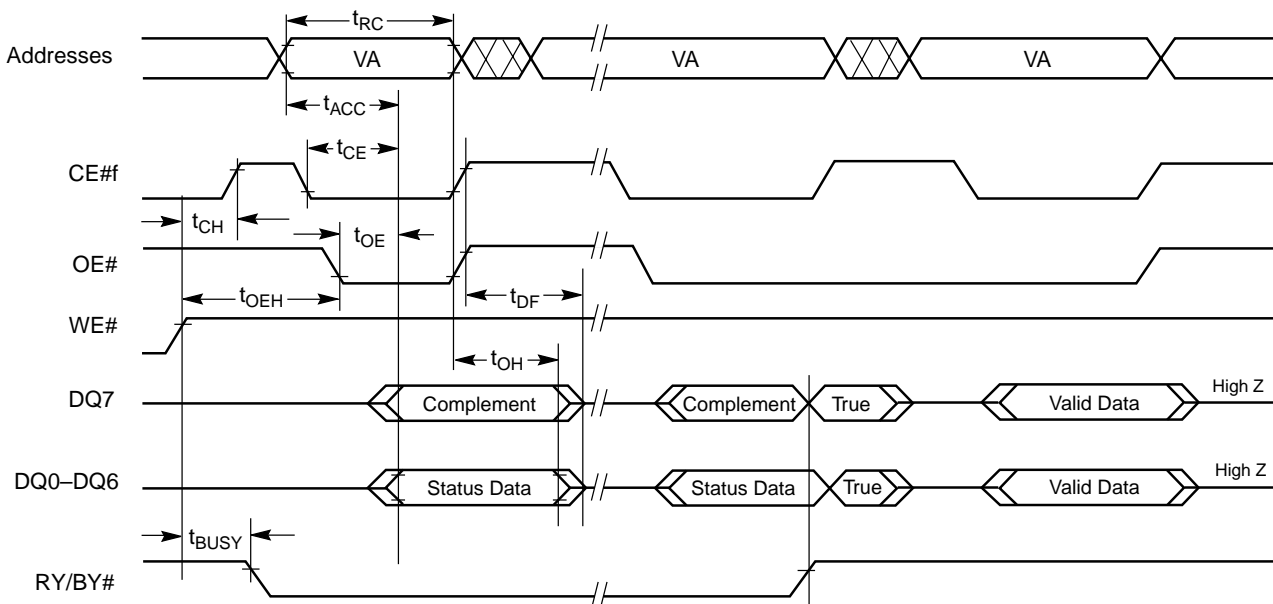 tRC
Addresses VA VA VA
tACC
tCE
CE#f
tCH
tOE
OE#
tOEH tDF
WE#
tOH
DQ7 Complement Complement True Valid Data High Z
DQ0–DQ6 Status Data Status Data True Valid Data High Z
tBUSY
RY/BY#